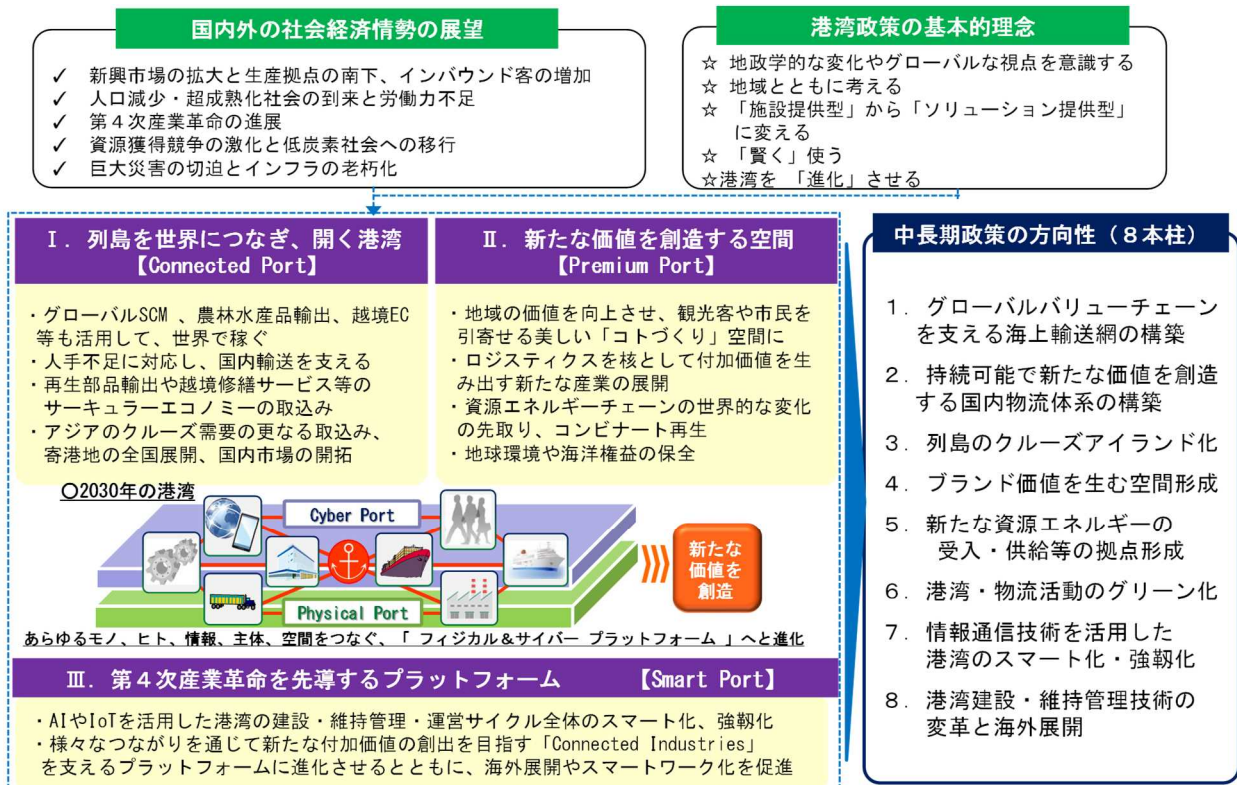 国内外の社会経済情勢の展望
✓ 新興市場の拡大と生産拠点の南下、インバウンド客の増加
✓ 人口減少・超成熟化社会の到来と労働力不足
✓ 第４次産業革命の進展
✓ 資源獲得競争の激化と低炭素社会への移行
✓ 巨大災害の切迫とインフラの老朽化
港湾政策の基本的理念
☆ 地政学的な変化やグローバルな視点を意識する
☆ 地域とともに考える
☆ 「施設提供型」から「ソリューション提供型」
に変える
☆ 「賢く」使う
☆港湾を 「進化」させる
Ⅰ．列島を世界につなぎ、開く港湾
【Connected Port】
・グローバルSCM 、農林水産品輸出、越境EC
等も活用して、世界で稼ぐ
・人手不足に対応し、国内輸送を支える
・再生部品輸出や越境修繕サービス等の
サーキュラーエコノミーの取込み
・アジアのクルーズ需要の更なる取込み、
寄港地の全国展開、国内市場の開拓
Ⅱ．新たな価値を創造する空間
【Premium Port】
・地域の価値を向上させ、観光客や市民を
引寄せる美しい「コトづくり」空間に
・ロジスティクスを核として付加価値を生
み出す新たな産業の展開
・資源エネルギーチェーンの世界的な変化
の先取り、コンビナート再生
・地球環境や海洋権益の保全
○2030年の港湾
Cyber Port
Physical Port
新たな
価値を
創造
あらゆるモノ、ヒト、情報、主体、空間をつなぐ、「 フィジカル＆サイバー プラットフォーム 」へと進化
Ⅲ．第４次産業革命を先導するプラットフォーム 【Smart Port】
・AIやIoTを活用した港湾の建設・維持管理・運営サイクル全体のスマート化、強靱化
・様々なつながりを通じて新たな付加価値の創出を目指す「Connected Industries」
を支えるプラットフォームに進化させるとともに、海外展開やスマートワーク化を促進
中長期政策の方向性（８本柱）
１．グローバルバリューチェーン
を支える海上輸送網の構築
２．持続可能で新たな価値を創造
する国内物流体系の構築
３．列島のクルーズアイランド化
４．ブランド価値を生む空間形成
５．新たな資源エネルギーの
受入・供給等の拠点形成
６．港湾・物流活動のグリーン化
７．情報通信技術を活用した
港湾のスマート化・強靱化
８．港湾建設・維持管理技術の
変革と海外展開